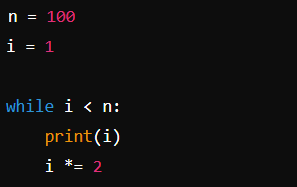 n = 100
i = 1

while i < n:
    print(i)
    i *= 2